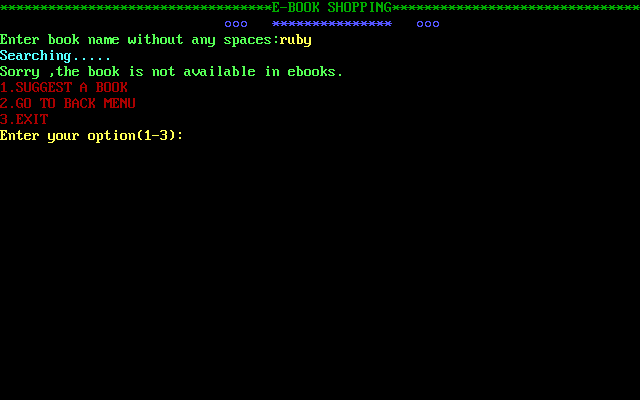 **********************************E-BOOK SHOPPING*******************************
ooo   ***************   ooo
Enter book name without any spaces:ruby
Searching.....
Sorry ,the book is not available in ebooks.
1.SUGGEST A BOOK
2.GO TO BACK MENU
3.EXIT
Enter your option(1-3):